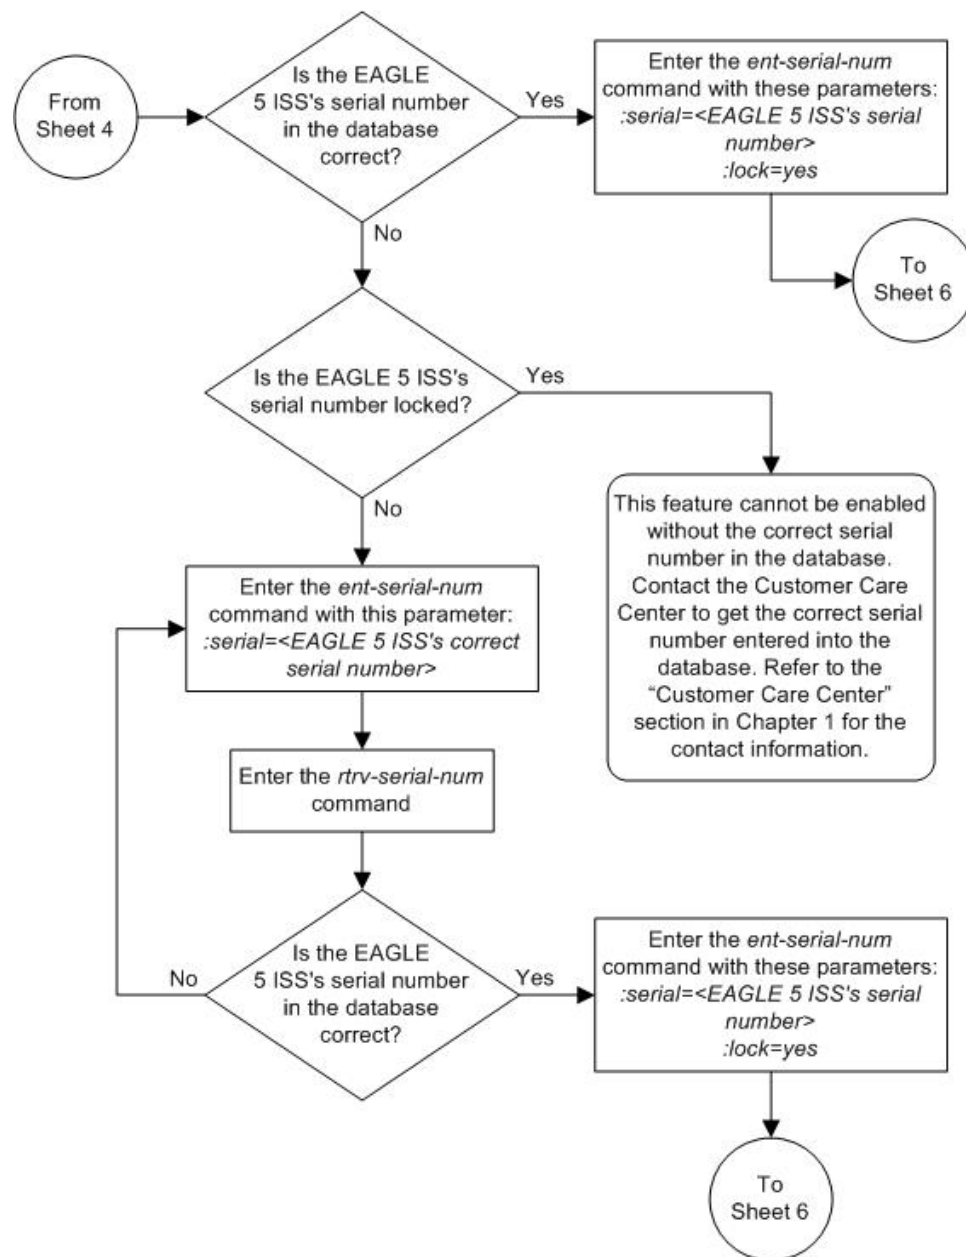 From
Sheet 4
Is the EAGLE
5 ISS's serial number
in the database
correct?
Yes
Enter the ent-serial-num
command with these parameters:
:serial=<EAGLE 5 ISS's serial
number>
:lock=yes
No
To
Sheet 6
Is the EAGLE 5 ISS's
serial number locked?
Yes
This feature cannot be enabled
without the correct serial
number in the database.
Contact the Customer Care
Center to get the correct serial
number entered into the
database. Refer to the
“Customer Care Center”
section in Chapter 1 for the
contact information.
No
Enter the ent-serial-num
command with this parameter:
:serial=<EAGLE 5 ISS's correct
serial number>
Enter the rtrv-serial-num
command
Is the EAGLE
5 ISS's serial number
in the database
correct?
No
Yes
Enter the ent-serial-num
command with these parameters:
:serial=<EAGLE 5 ISS's serial
number>
:lock=yes
To
Sheet 6